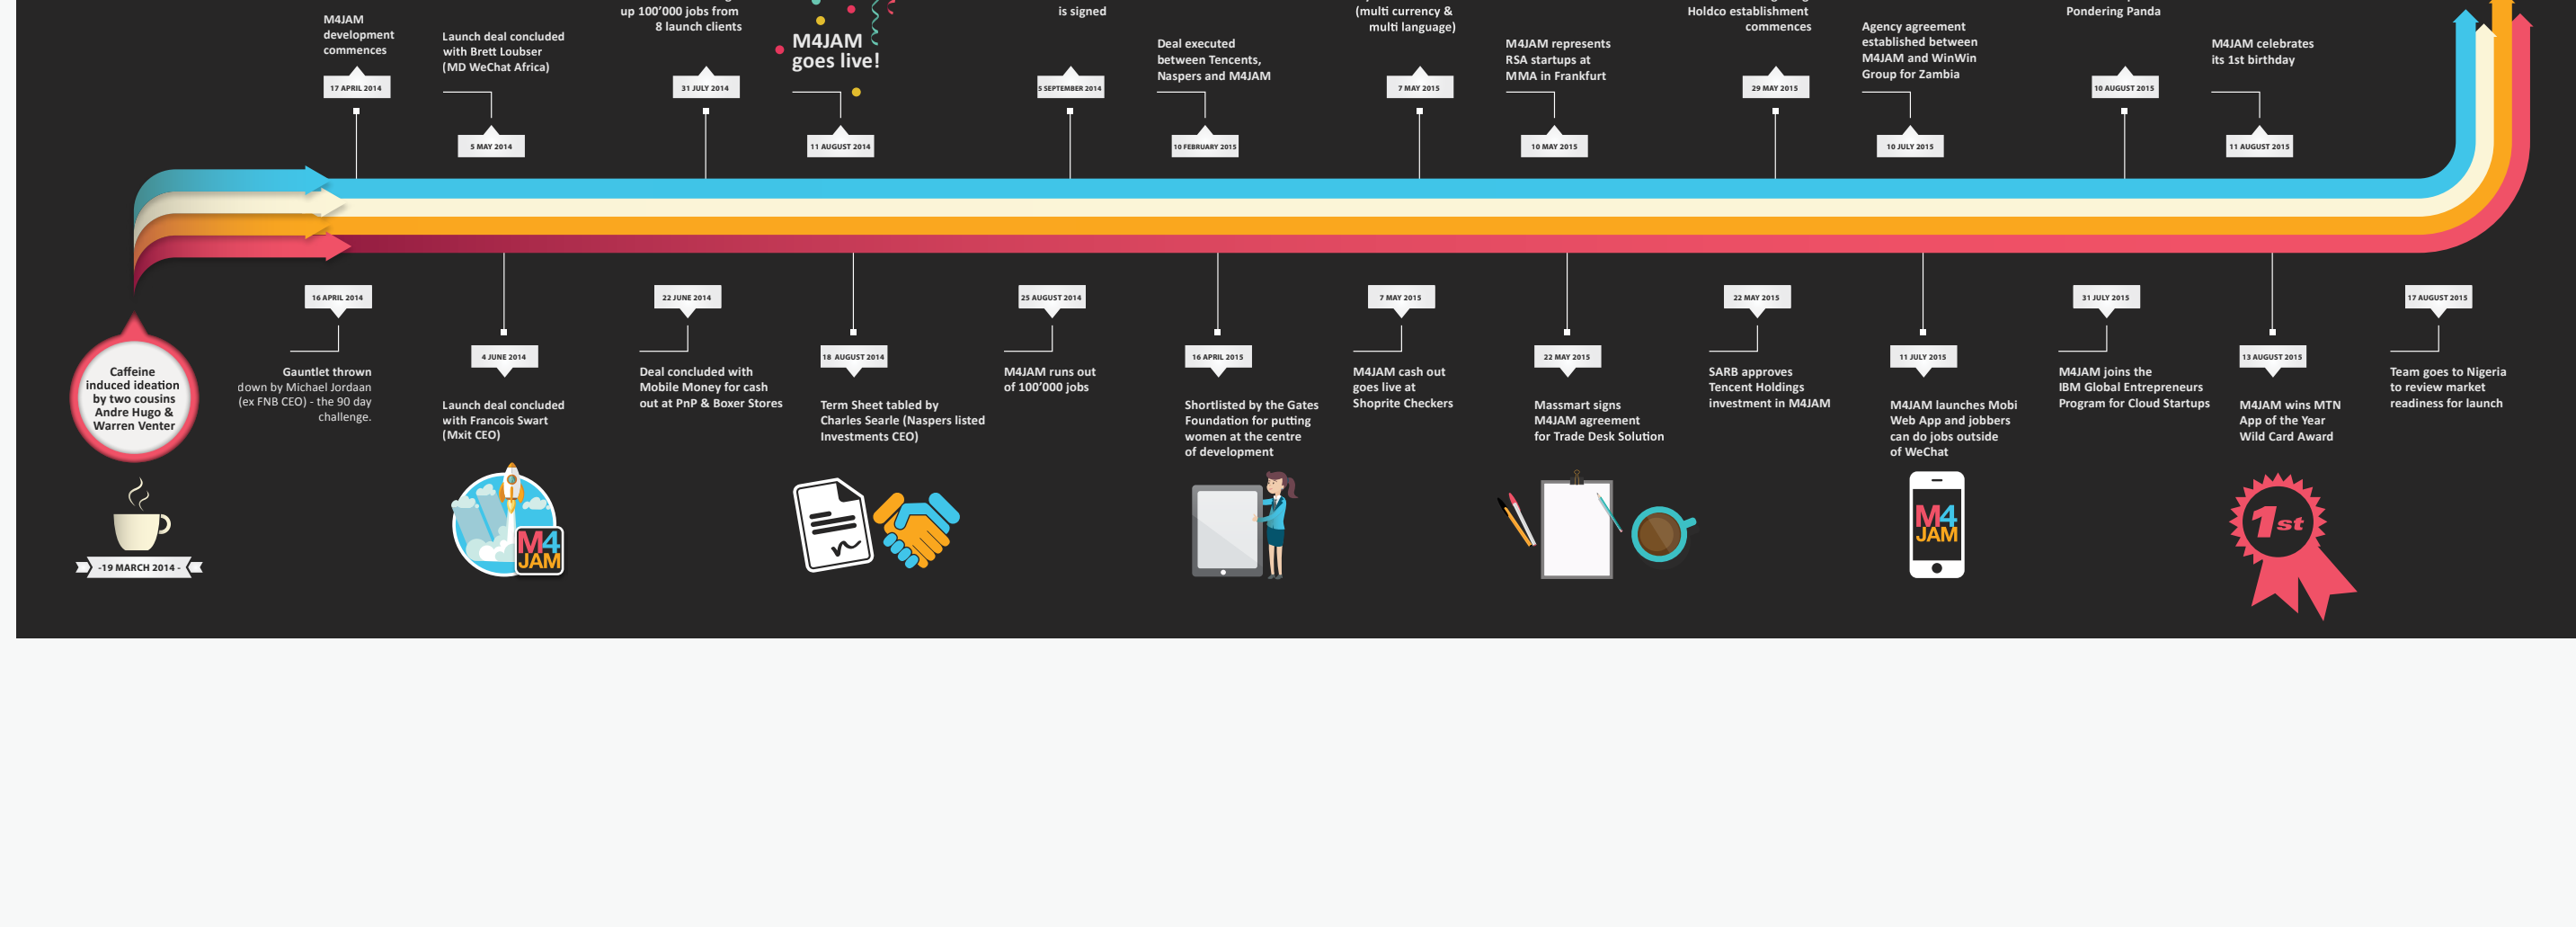 M4JAM
development
commences
17 APRIL 2014
Launch deal concluded
with Brett Loubser
(MD WeChat Africa)
5 MAY 2014
up 100’000 jobs from
8 launch clients
31 JULY 2014
M4JAM
goes live!
11 AUGUST 2014
is signed
5 SEPTEMBER 2014
Deal executed
between Tencents,
Naspers and M4JAM
10 FEBRUARY 2015
(multi currency &
multi language)
7 MAY 2015
M4JAM represents
RSA startups at
MMA in Frankfurt
10 MAY 2015
Holdco establishment
commences
29 MAY 2015
Agency agreement
established between
M4JAM and WinWin
Group for Zambia
10 JULY 2015
Pondering Panda
10 AUGUST 2015
M4JAM celebrates
its 1st birthday
11 AUGUST 2015
Caffeine
induced ideation
by two cousins
Andre Hugo &
Warren Venter
-19 MARCH 2014 -
16 APRIL 2014
Gauntlet thrown
down by Michael Jordaan
(ex FNB CEO) - the 90 day
challenge.
4 JUNE 2014
Launch deal concluded
with Francois Swart
(Mxit CEO)
M4
JAM
22 JUNE 2014
Deal concluded with
Mobile Money for cash
out at PnP & Boxer Stores
18 AUGUST 2014
Term Sheet tabled by
Charles Searle (Naspers listed
Investments CEO)
25 AUGUST 2014
M4JAM runs out
of 100’000 jobs
16 APRIL 2015
Shortlisted by the Gates
Foundation for putting
women at the centre
of development
7 MAY 2015
M4JAM cash out
goes live at
Shoprite Checkers
22 MAY 2015
Massmart signs
M4JAM agreement
for Trade Desk Solution
22 MAY 2015
SARB approves
Tencent Holdings
investment in M4JAM
11 JULY 2015
M4JAM launches Mobi
Web App and jobbers
can do jobs outside
of WeChat
M4
JAM
31 JULY 2015
M4JAM joins the
IBM Global Entrepreneurs
Program for Cloud Startups
13 AUGUST 2015
M4JAM wins MTN
App of the Year
Wild Card Award
1st
17 AUGUST 2015
Team goes to Nigeria
to review market
readiness for launch